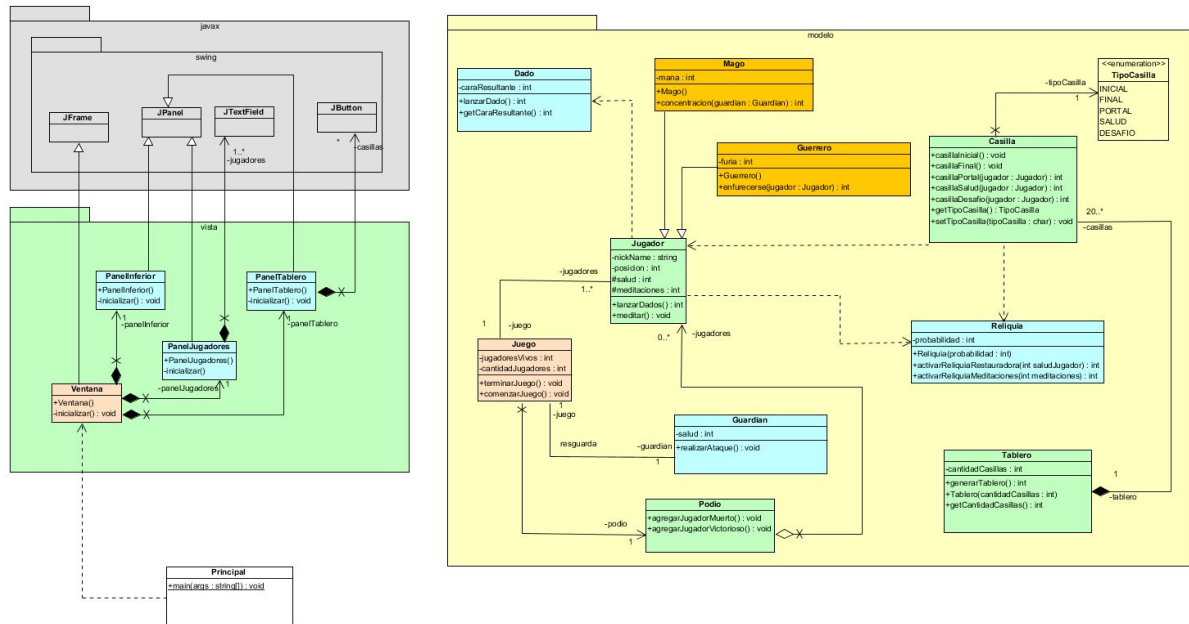 javax
swing
JFrame
JPanel
JTextField
JButton
1..*
-jugadores
*
-casillas
vista
PanelInferior
+PanelInferior()
-inicializar() : void
PanelTablero
+PanelTablero()
-inicializar() : void
1
-panelInferior
1
-panelTablero
PanelJugadores
+PanelJugadores()
-inicializar()
1
-panelJugadores
Ventana
+Ventana()
-inicializar() : void
Principal
+main(args : string[]) : void
modelo
Dado
-caraResultante : int
+lanzarDado() : int
+getCaraResultante() : int
Mago
-mana : int
+Mago()
+concentracion(guardian : Guardian) : int
<<enumeration>>
TipoCasilla
INICIAL
FINAL
PORTAL
SALUD
DESAFIO
-tipoCasilla
1
Guerrero
-furia : int
+Guerrero()
+enfurecerse(jugador : Jugador) : int
Casilla
+casillaInicial() : void
+casillaFinal() : void
+casillaPortal(jugador : Jugador) : int
+casillaSalud(jugador : Jugador) : int
+casillaDesafio(jugador : Jugador) : int
+getTipoCasilla() : TipoCasilla
+setTipoCasilla(tipoCasilla : char) : void
20..*
-casillas
Jugador
-nickName : string
-posicion : int
#salud : int
#meditaciones : int
+lanzarDados() : int
+meditar() : void
-jugadores
1..*
1
-juego
0..*
-jugadores
Juego
-jugadoresVivos : int
-cantidadJugadores : int
+terminarJuego() : void
+comenzarJuego() : void
Reliquia
-probabilidad : int
+Reliquia(probabilidad : int)
+activarReliquiaRestauradora(int saludJugador) : int
+activarReliquiaMeditaciones(int meditaciones) : int
1
-juego
resguarda
-guardian
1
Guardian
-salud : int
+realizarAtaque() : void
Tablero
-cantidadCasillas : int
+generarTablero() : int
+Tablero(cantidadCasillas : int)
+getCantidadCasillas() : int
1
-tablero
-podio
1
Podio
+agregarJugadorMuerto() : void
+agregarJugadorVictorioso() : void